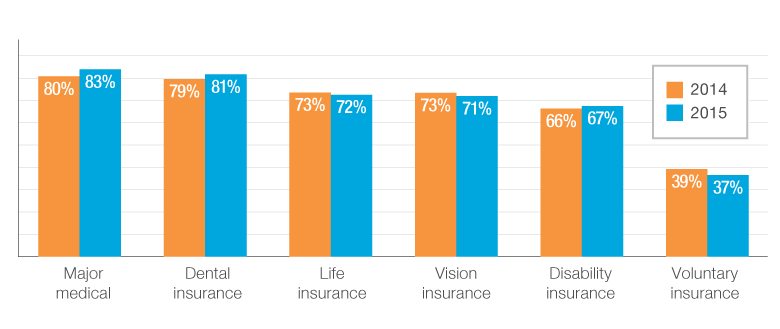 80%
83%
79%
81%
73%
72%
73%
71%
66%
67%
39%
37%
2014
2015
Major
medical
Dental
insurance
Life
insurance
Vision
insurance
Disability
insurance
Voluntary
insurance